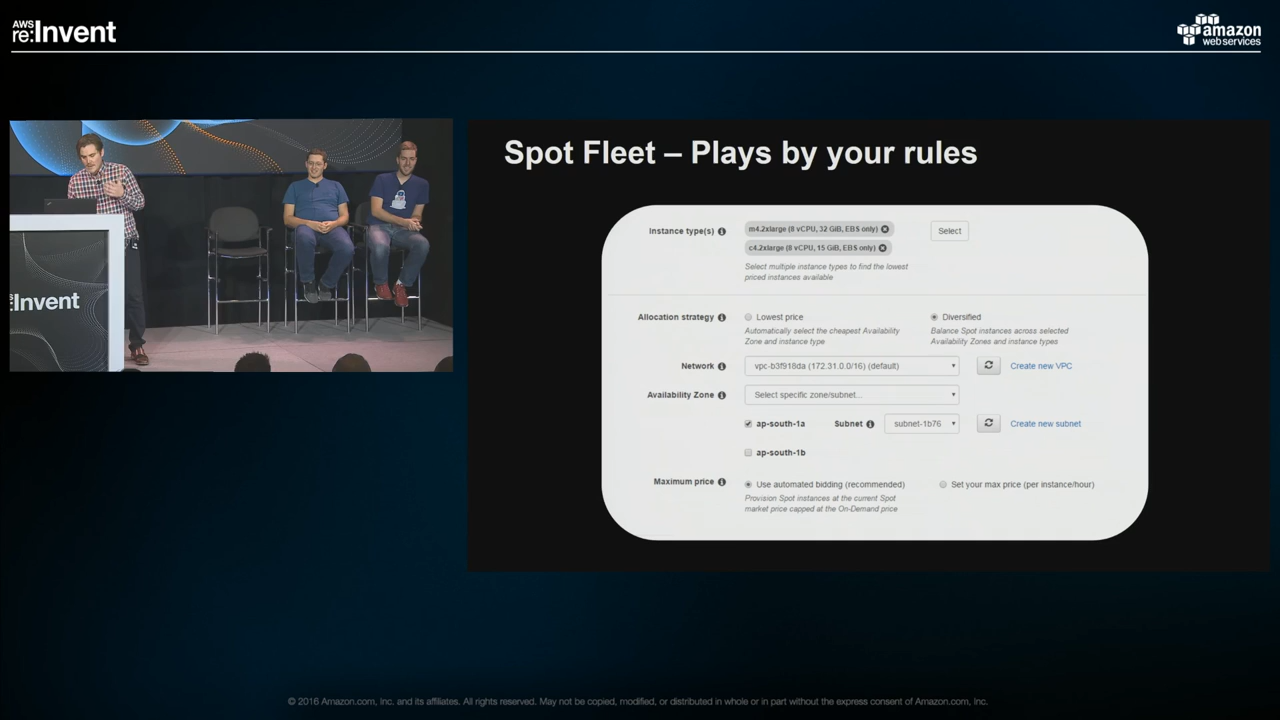 AWS
re:Invent
amazon
web services
Spot Fleet – Plays by your rules
Instance type(s)
m4.2xlarge (8 vCPU, 32 GiB, EBS only)
Select
c4.2xlarge (8 vCPU, 15 GiB, EBS only)
Select multiple instance types to find the lowest
priced instances available
Allocation strategy
Lowest price
Diversified
Automatically select the cheapest Availability
Zone and instance type
Balance Spot instances across selected
Availability Zones and instance types
Network
vpc-b3f918da (172.31.0.0/16) (default)
Create new VPC
Availability Zone
Select specific zone/subnet...
ap-south-1a
Subnet
subnet-1b76
Create new subnet
ap-south-1b
Maximum price
Use automated bidding (recommended)
Set your max price (per instance/hour)
Provision Spot instances at the current Spot
market price capped at the On-Demand price
:Invent
© 2016 Amazon.com, Inc. and its affiliates. All rights reserved. May not be copied, modified, or distributed in whole or in part without the express consent of Amazon.com, Inc.